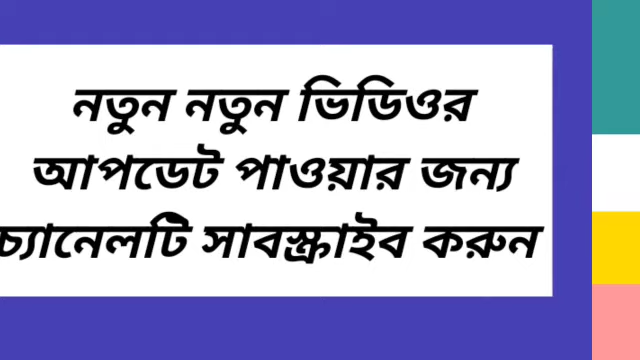 নতুন নতুন ভিডিওর
আপডেট পাওয়ার জন্য
চ্যানেলটি সাবস্ক্রাইব করুন